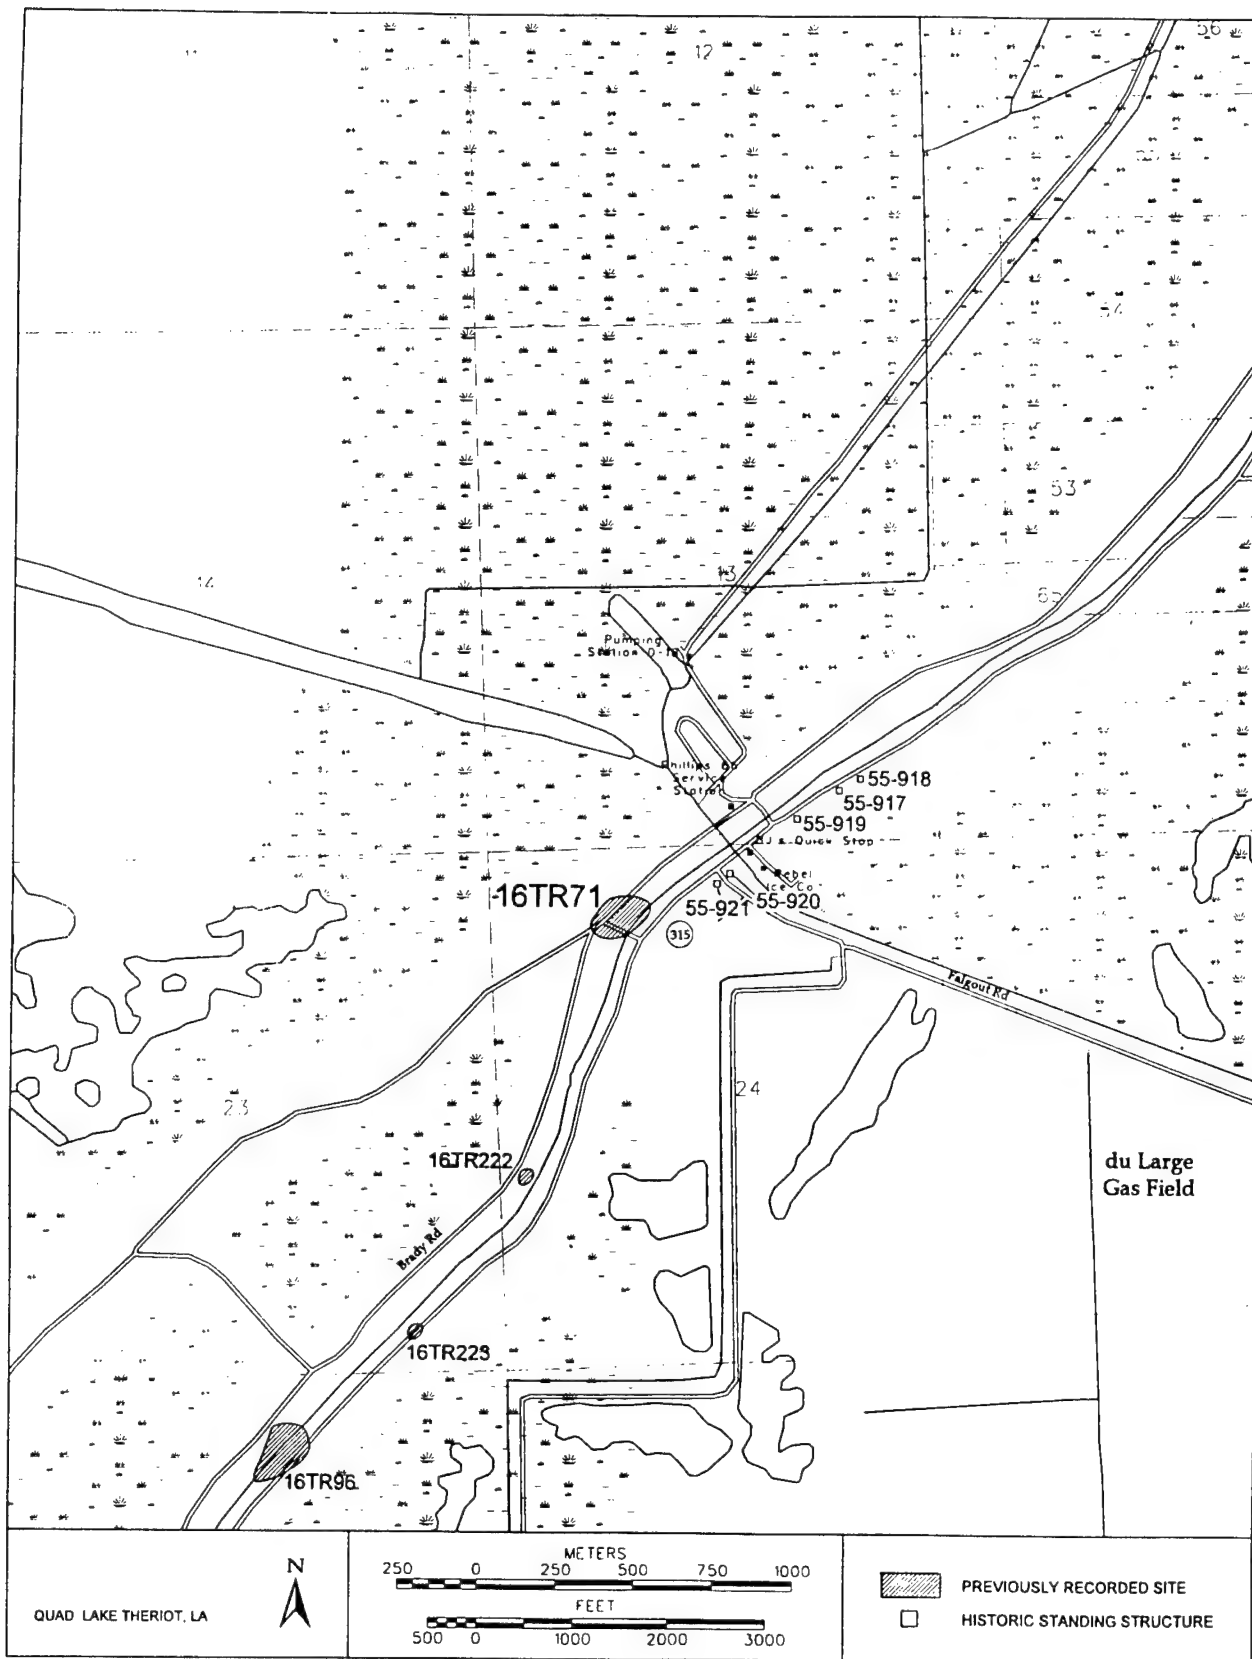 56
12
54
53
14
13
65
Pumping
Station D-1
Phillips 66
Service
Station
55-918
55-917
55-919
BJ's Quick Stop
Rebel
Ice Co
55-920
55-921
16TR71
315
Falgout Rd
23
24
16TR222
du Large
Gas Field
Brady Rd
16TR223
16TR96
N
QUAD LAKE THERIOT, LA
METERS
250 0 250 500 750 1000
FEET
500 0 1000 2000 3000
PREVIOUSLY RECORDED SITE
HISTORIC STANDING STRUCTURE